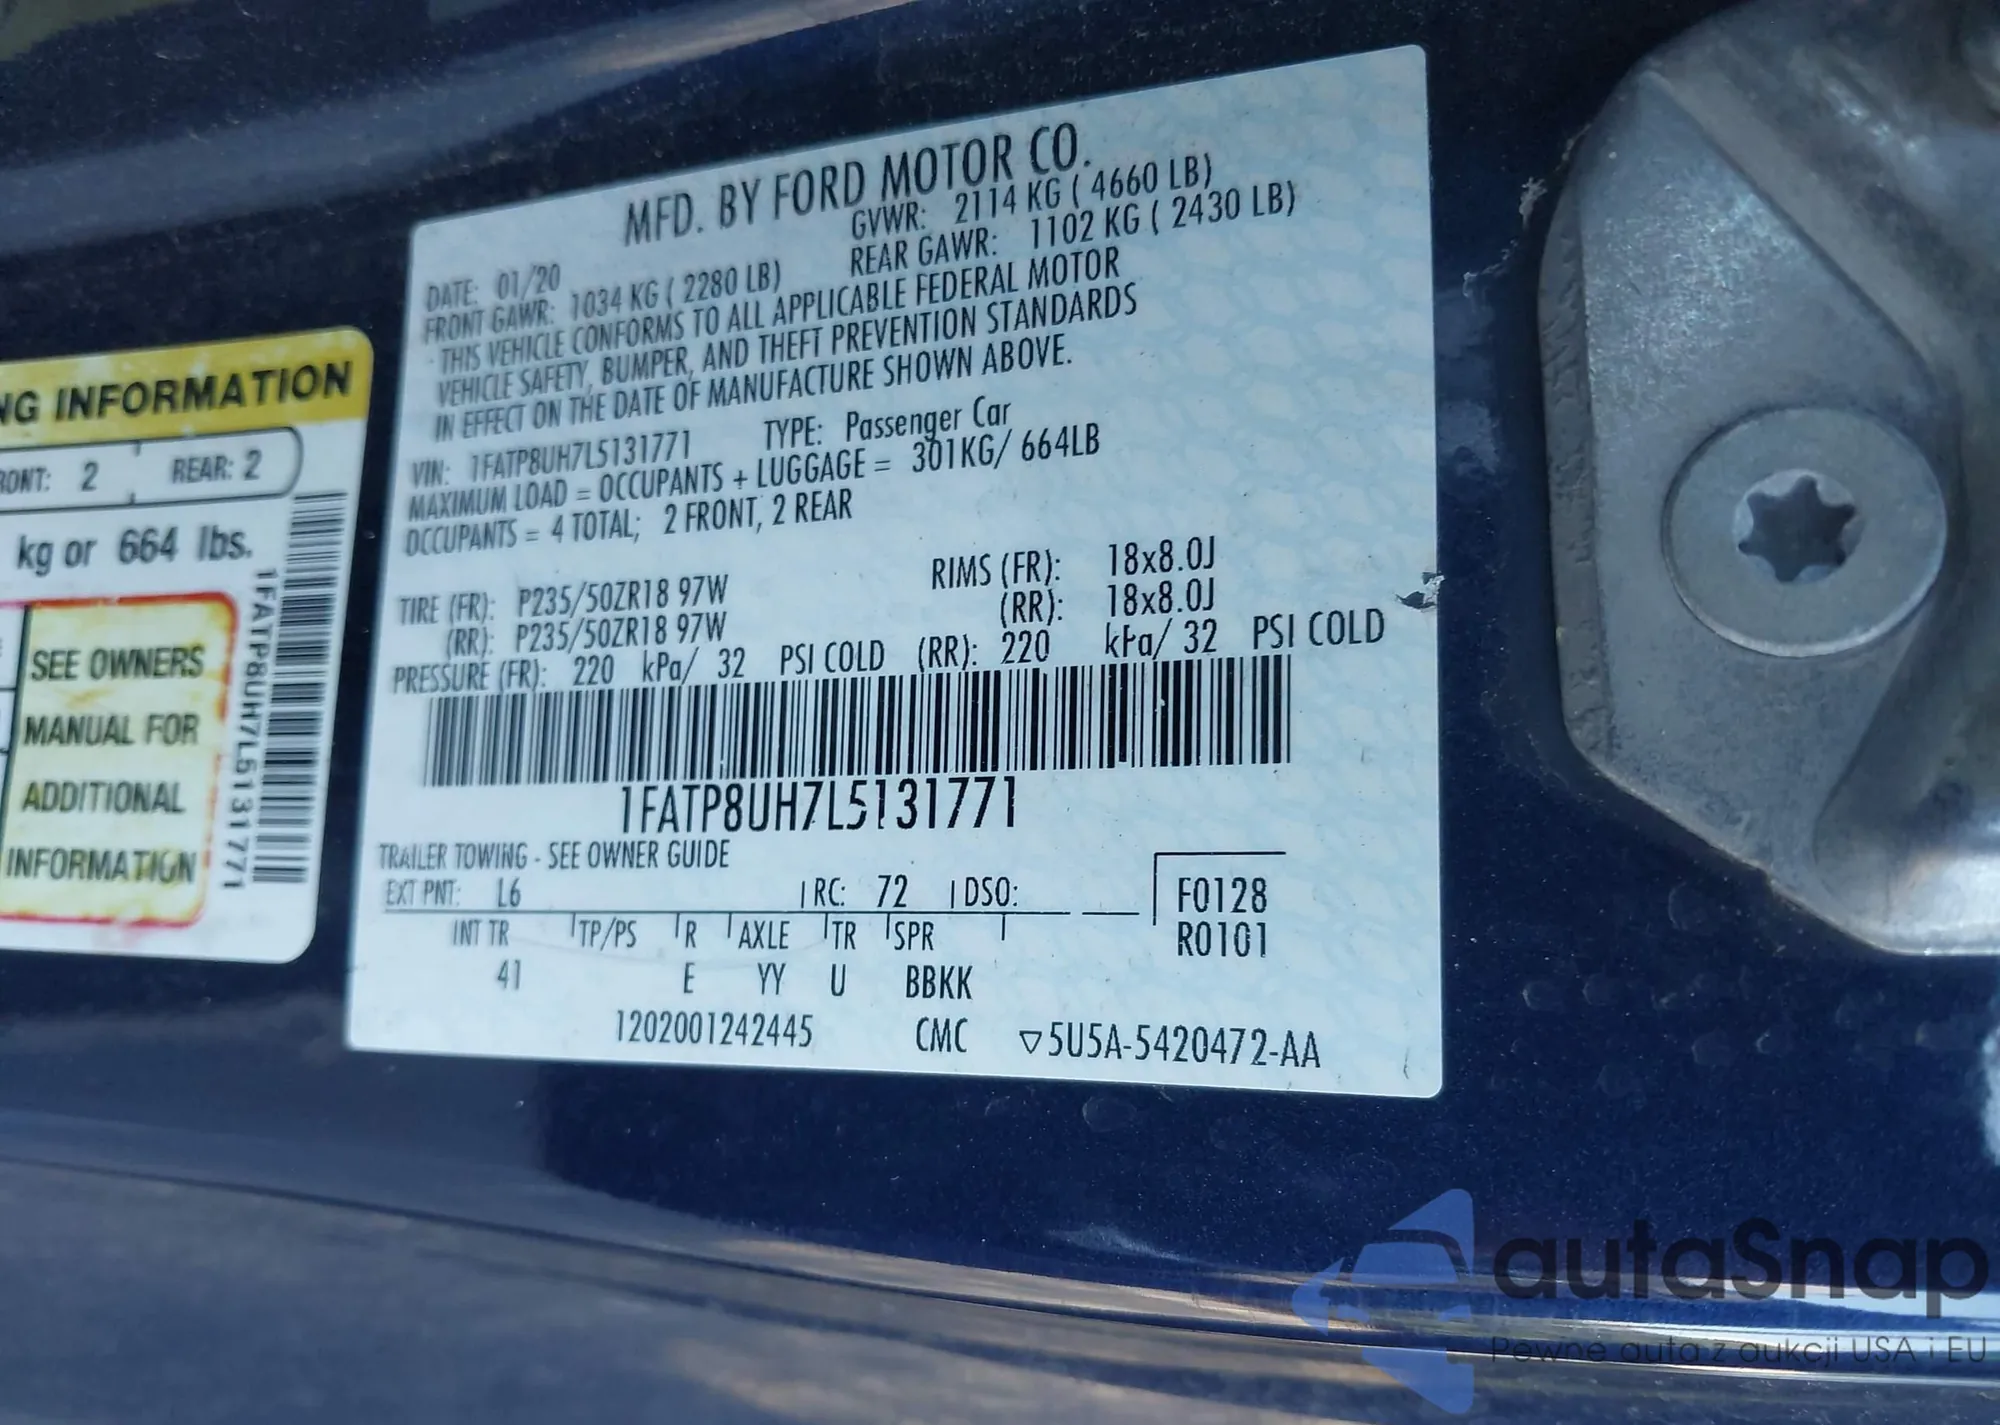 MFD. BY FORD MOTOR CO.
DATE: 01/20 GVWR: 2114 KG ( 4660 LB)
FRONT GAWR: 1034 KG ( 2280 LB) REAR GAWR: 1102 KG ( 2430 LB)
THIS VEHICLE CONFORMS TO ALL APPLICABLE FEDERAL MOTOR
VEHICLE SAFETY, BUMPER, AND THEFT PREVENTION STANDARDS
IN EFFECT ON THE DATE OF MANUFACTURE SHOWN ABOVE.
VIN: 1FATP8UH7L5131771 TYPE: Passenger Car
MAXIMUM LOAD = OCCUPANTS + LUGGAGE = 301KG/ 664LB
OCCUPANTS = 4 TOTAL; 2 FRONT, 2 REAR
TIRE (FR): P235/50ZR18 97W RIMS (FR): 18x8.0J
(RR): P235/50ZR18 97W (RR): 18x8.0J
PRESSURE (FR): 220 kPa/ 32 PSI COLD (RR): 220 kPa/ 32 PSI COLD
1FATP8UH7L5131771
TRAILER TOWING - SEE OWNER GUIDE
EXT PNT: L6 RC: 72 DSO: F0128
INT TR TP/PS R AXLE TR SPR R0101
41 E YY U BBKK
1202001242445 CMC ▽5U5A-5420472-AA
NG INFORMATION
RONT: 2 REAR: 2
kg or 664 lbs.
SEE OWNERS
MANUAL FOR
ADDITIONAL
INFORMATION
1FATP8UH7L5131771
autaSnap
Pewne auta z aukcji USA i EU